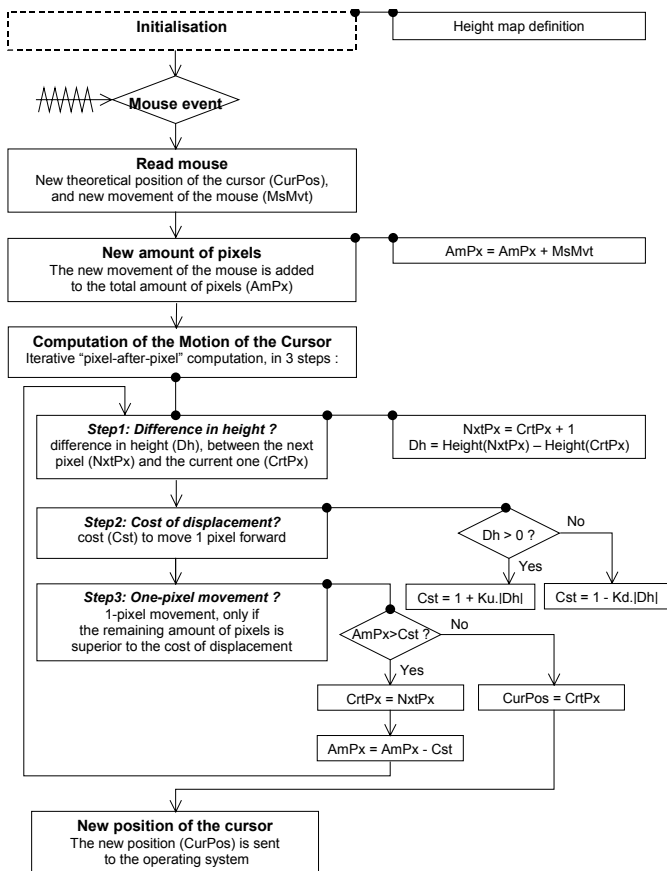 Initialisation
Height map definition
Mouse event
Read mouse
New theoretical position of the cursor (CurPos),
and new movement of the mouse (MsMvt)
New amount of pixels
The new movement of the mouse is added
to the total amount of pixels (AmPx)
AmPx = AmPx + MsMvt
Computation of the Motion of the Cursor
Iterative “pixel-after-pixel” computation, in 3 steps :
Step1: Difference in height ?
difference in height (Dh), between the next
pixel (NxtPx) and the current one (CrtPx)
NxtPx = CrtPx + 1
Dh = Height(NxtPx) – Height(CrtPx)
Step2: Cost of displacement?
cost (Cst) to move 1 pixel forward
Dh > 0 ?
No
Yes
Cst = 1 + Ku.|Dh|
Cst = 1 - Kd.|Dh|
Step3: One-pixel movement ?
1-pixel movement, only if
the remaining amount of pixels is
superior to the cost of displacement
AmPx>Cst ?
No
Yes
CrtPx = NxtPx
CurPos = CrtPx
AmPx = AmPx - Cst
New position of the cursor
The new position (CurPos) is sent
to the operating system